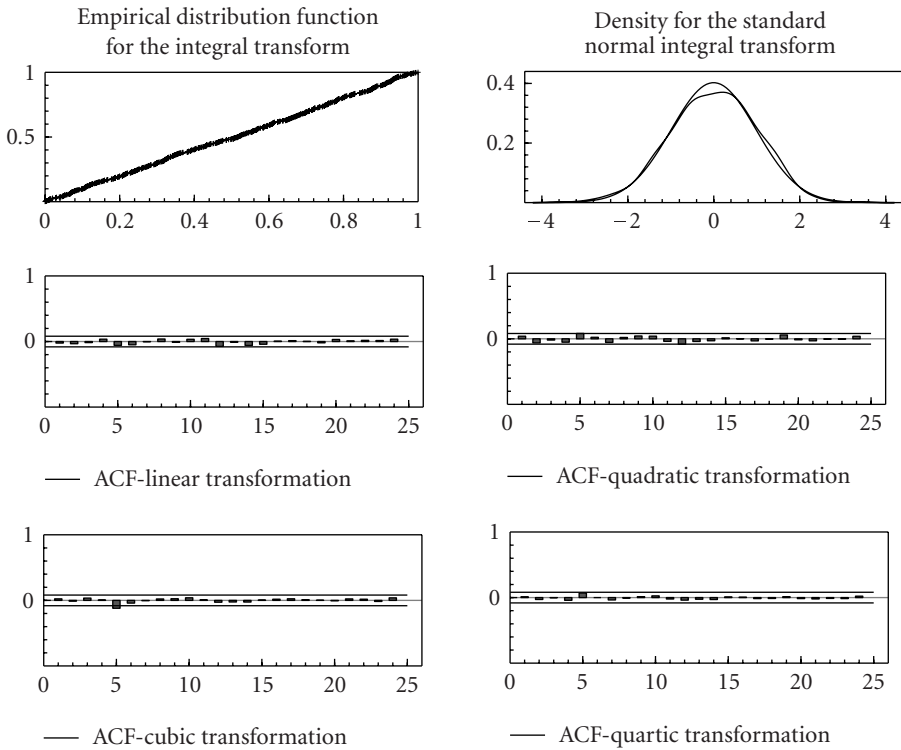 Empirical distribution function
for the integral transform
1
0.5
0 0.2 0.4 0.6 0.8 1
Density for the standard
normal integral transform
0.4
0.2
−4 −2 0 2 4
1
0
0 5 10 15 20 25
ACF-linear transformation
1
0
0 5 10 15 20 25
ACF-quadratic transformation
1
0
0 5 10 15 20 25
ACF-cubic transformation
1
0
0 5 10 15 20 25
ACF-quartic transformation